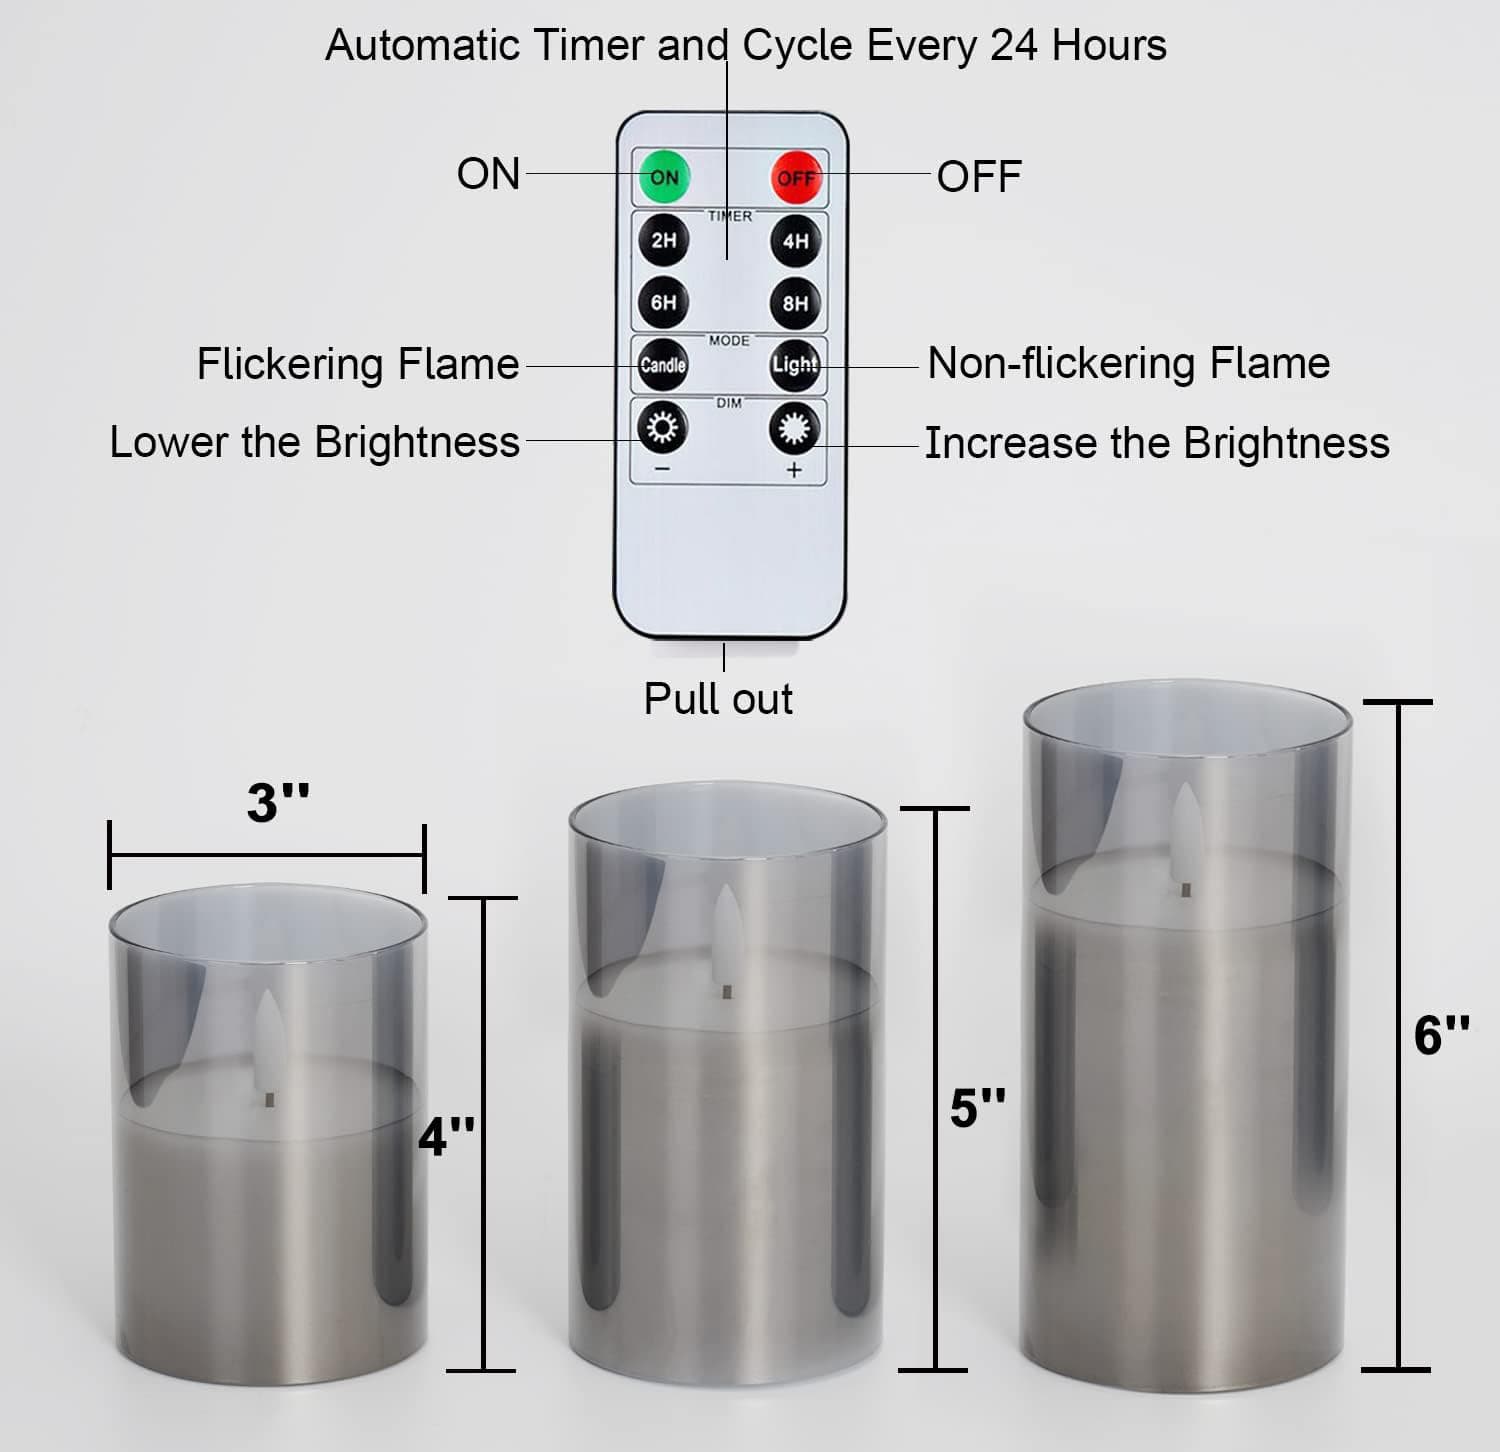 Automatic Timer and Cycle Every 24 Hours
ON
ON
OFF
OFF
TIMER
2H
4H
6H
8H
MODE
Flickering Flame
Candle
Light
Non-flickering Flame
DIM
Lower the Brightness
Increase the Brightness
− +
Pull out
3''
4''
5''
6''